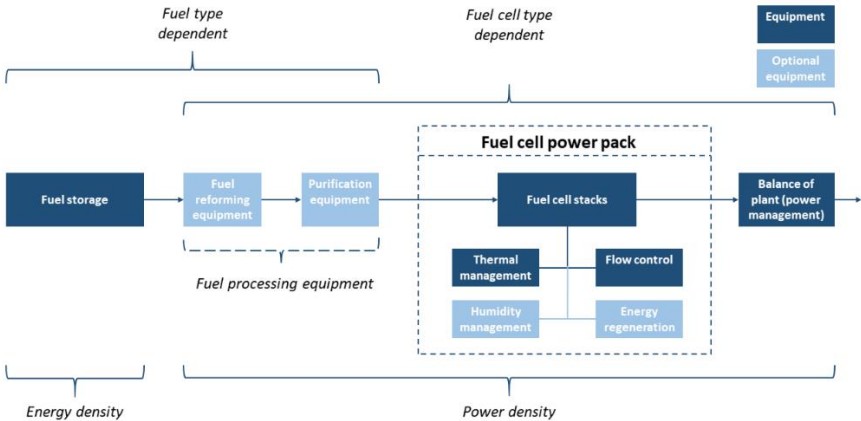 Fuel type
dependent
Fuel cell type
dependent
Equipment
Optional
equipment
Fuel cell power pack
Fuel storage
Fuel
reforming
equipment
Purification
equipment
Fuel cell stacks
Balance of
plant (power
management)
Fuel processing equipment
Thermal
management
Flow control
Humidity
management
Energy
regeneration
Energy density
Power density